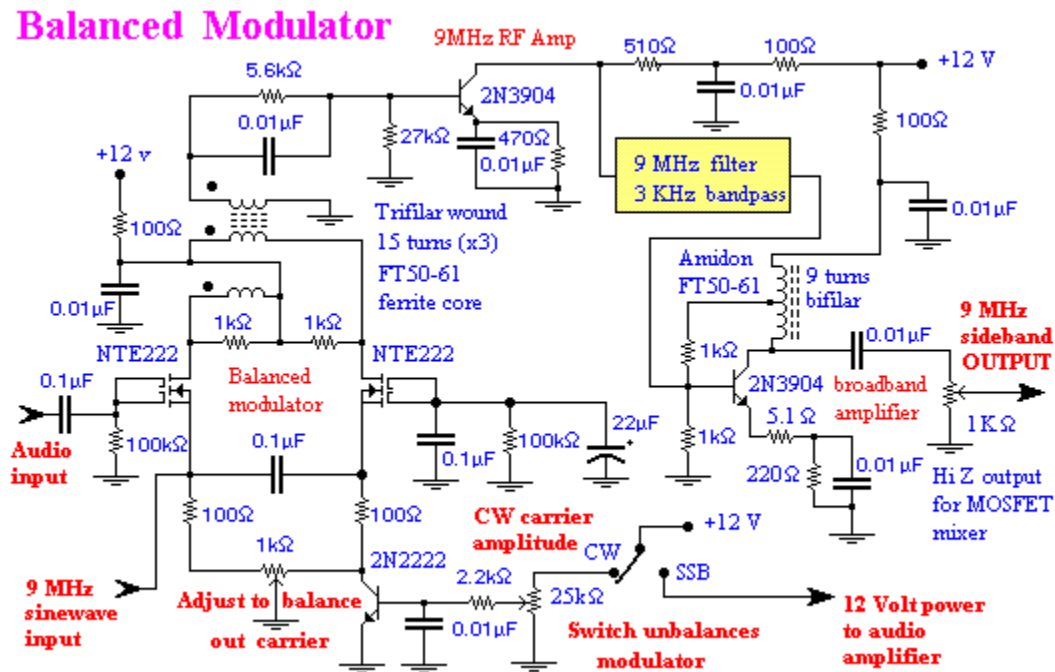 Balanced Modulator
9MHz RF Amp
510Ω
100Ω
+12 V
5.6kΩ
0.01µF
2N3904
0.01µF
27kΩ
470Ω
0.01µF
100Ω
+12 v
9 MHz filter
3 KHz bandpass
100Ω
Trifilar wound
15 turns (x3)
FT50-61
ferrite core
0.01µF
0.01µF
Amidon
FT50-61
9 turns
bifilar
1kΩ
1kΩ
NTE222
NTE222
0.01µF
9 MHz
sideband
OUTPUT
1kΩ
2N3904
broadband
amplifier
0.1µF
Balanced
modulator
22µF
+
1KΩ
100kΩ
0.1µF
0.1µF
100kΩ
1kΩ
5.1Ω
Audio
input
220Ω
0.01µF
Hi Z output
for MOSFET
mixer
100Ω
100Ω
CW carrier
amplitude
+12 V
1kΩ
2N2222
CW
SSB
9 MHz
sinewave
input
Adjust to balance
out carrier
2.2kΩ
25kΩ
0.01µF
Switch unbalances
modulator
12 Volt power
to audio
amplifier